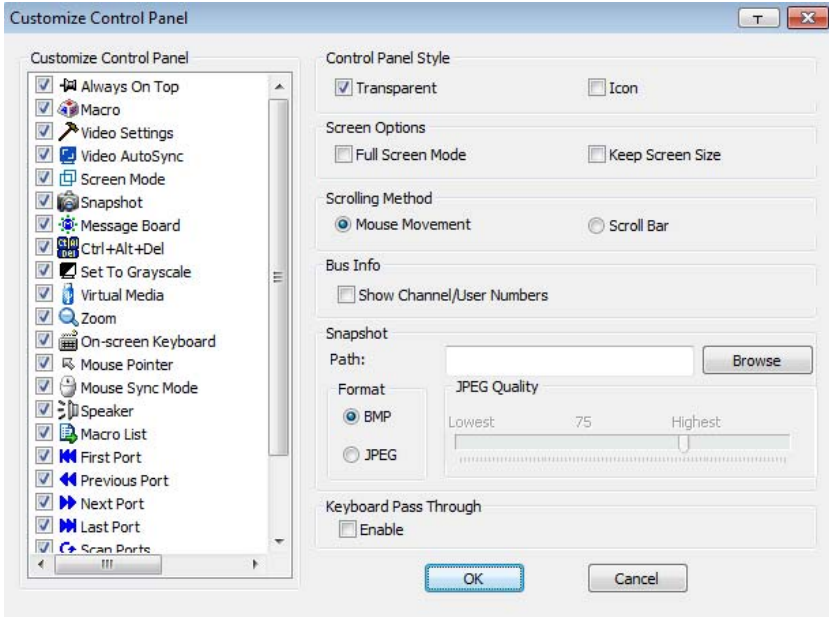 Customize Control Panel
T
Customize Control Panel
Always On Top
Macro
Video Settings
Video AutoSync
Screen Mode
Snapshot
Message Board
Ctrl+Alt+Del
Set To Grayscale
Virtual Media
Zoom
On-screen Keyboard
Mouse Pointer
Mouse Sync Mode
Speaker
Macro List
First Port
Previous Port
Next Port
Last Port
Scan Ports
Control Panel Style
Transparent Icon
Screen Options
Full Screen Mode Keep Screen Size
Scrolling Method
Mouse Movement Scroll Bar
Bus Info
Show Channel/User Numbers
Snapshot
Path: Browse
Format
BMP
JPEG
JPEG Quality
Lowest 75 Highest
Keyboard Pass Through
Enable
OK Cancel